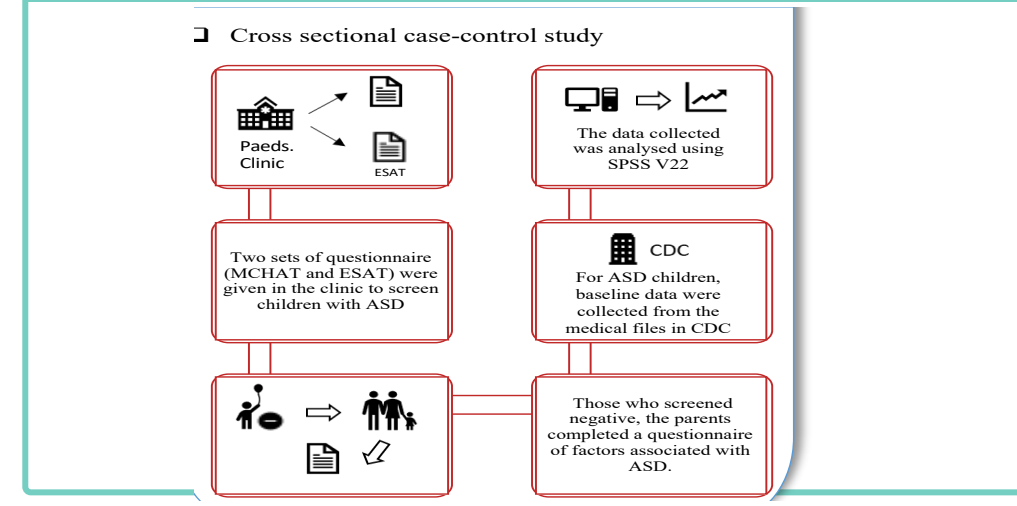 Cross sectional case-control study
Paeds.
Clinic
ESAT
Two sets of questionnaire
(MCHAT and ESAT) were
given in the clinic to screen
children with ASD
Those who screened
negative, the parents
completed a questionnaire
of factors associated with
ASD.
CDC
For ASD children,
baseline data were
collected from the
medical files in CDC
The data collected
was analysed using
SPSS V22